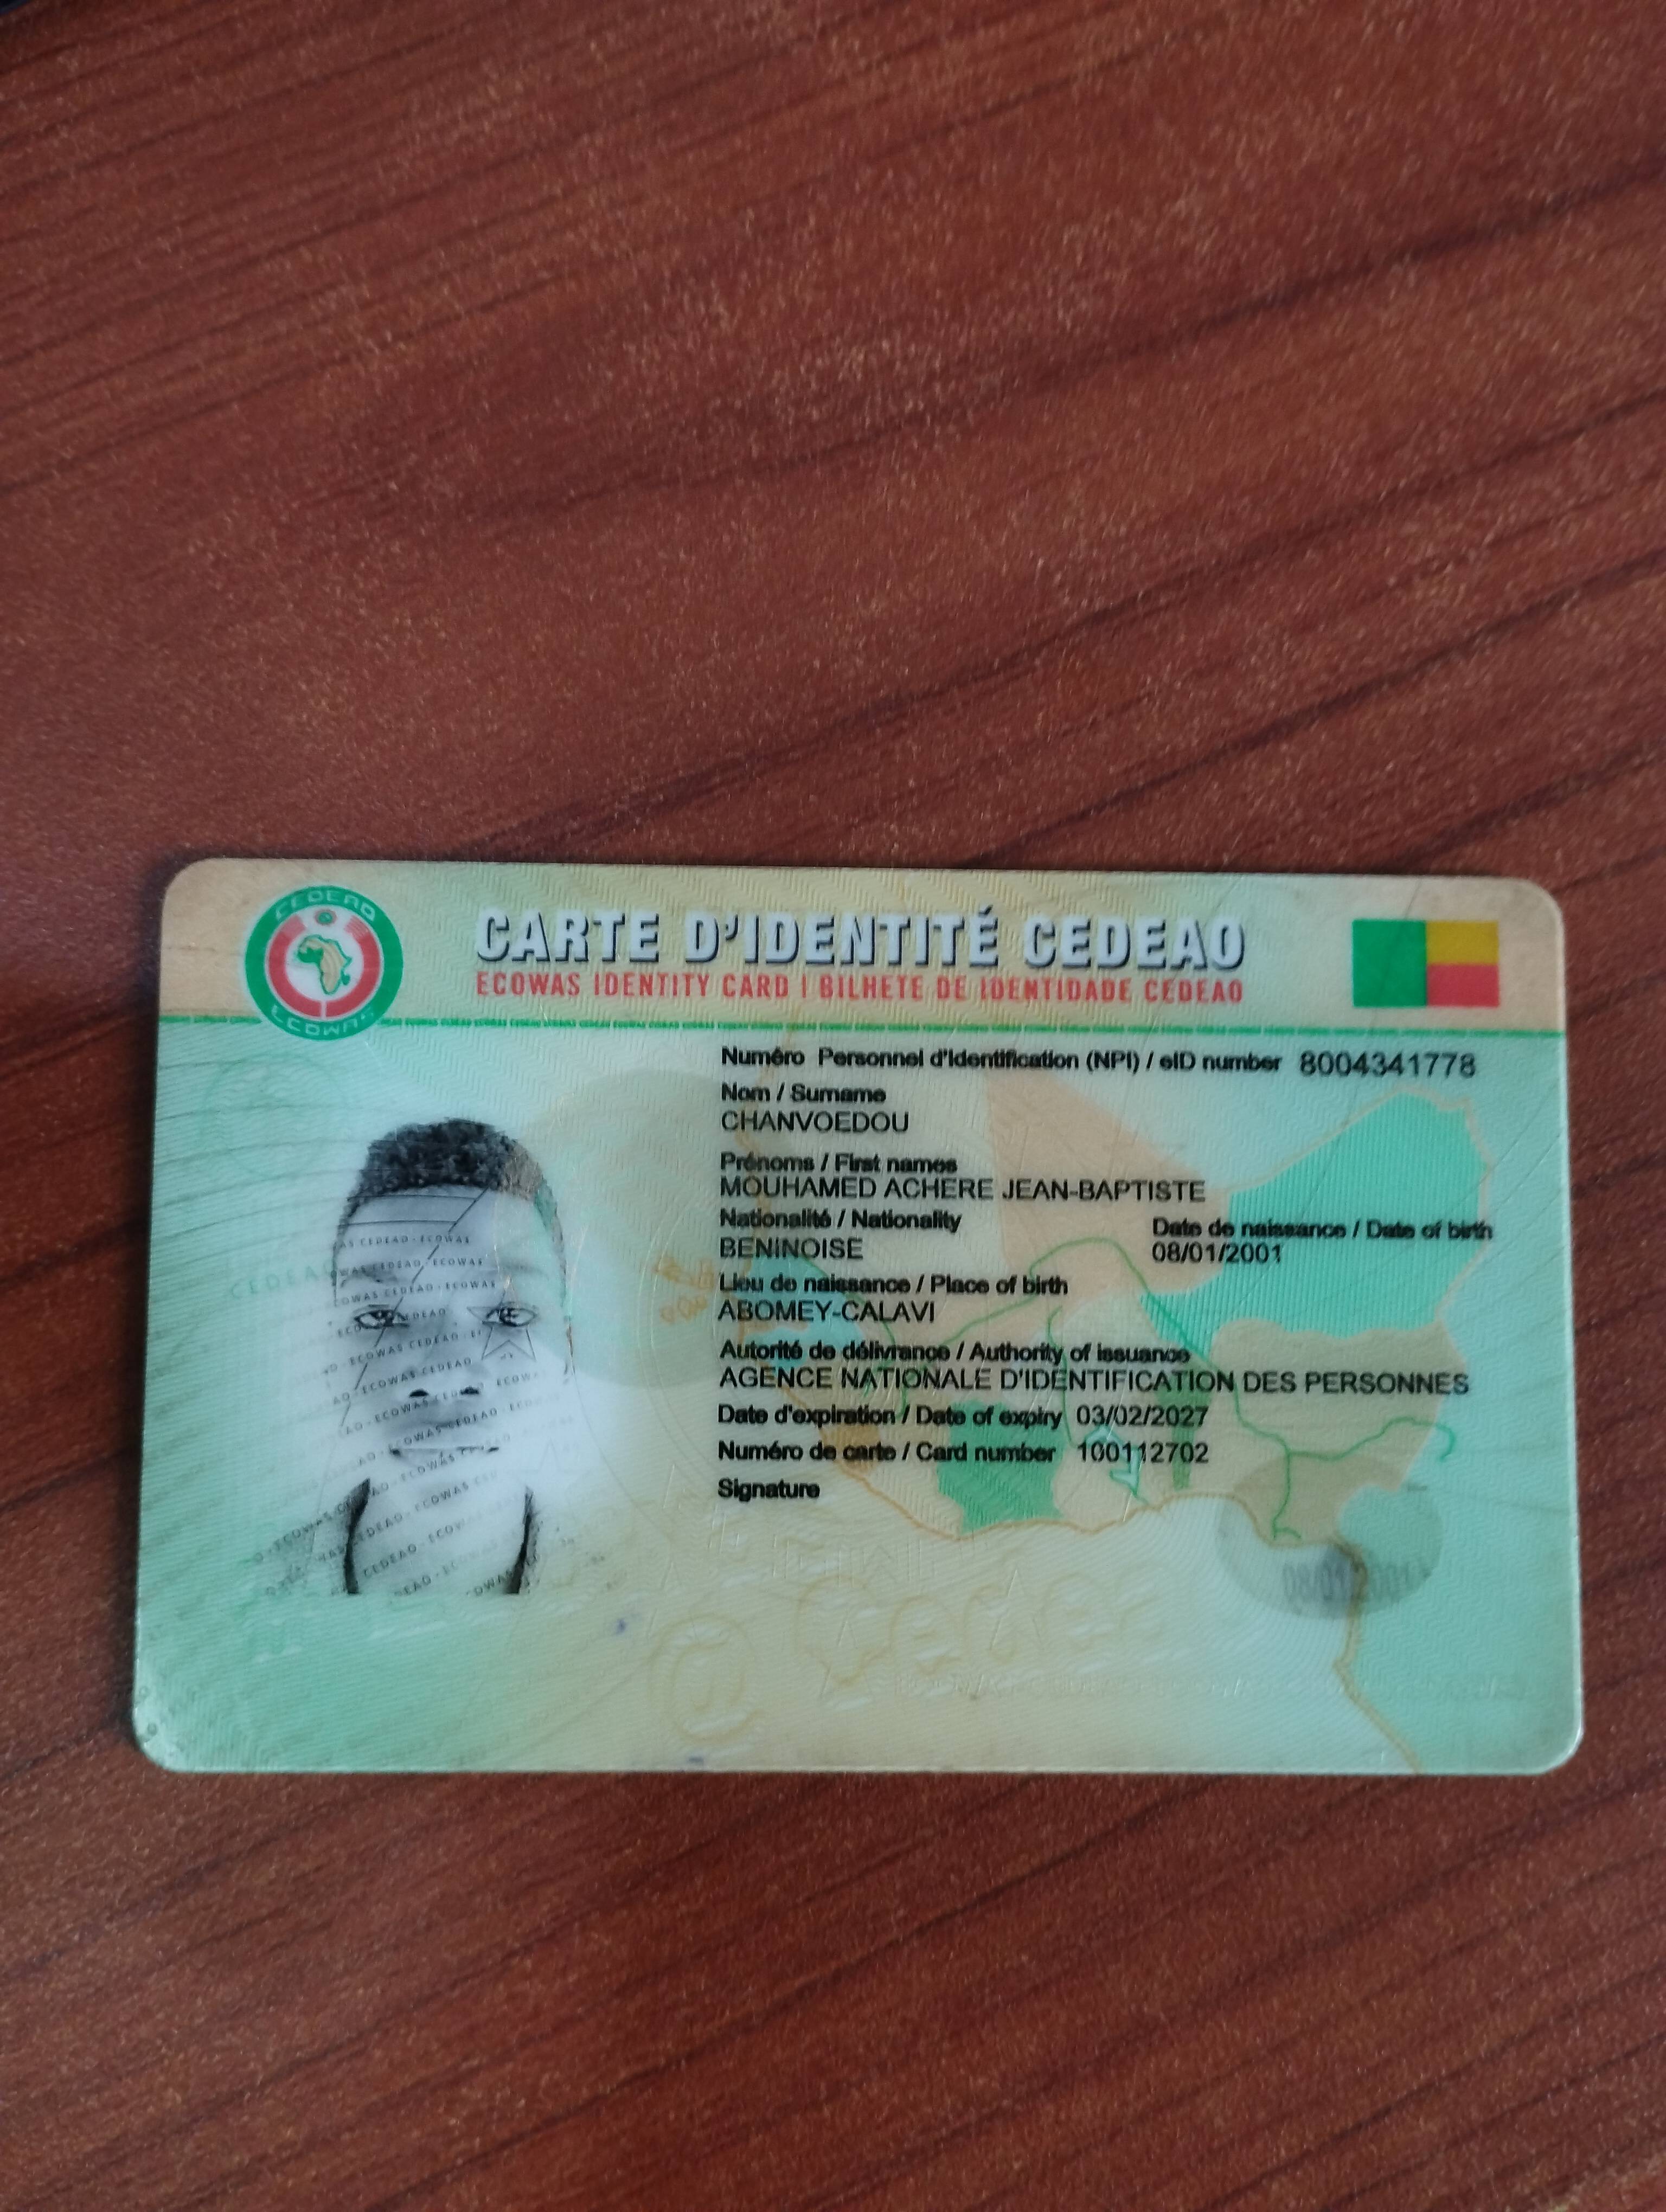 CEDEAO
ECOWAS
CARTE D'IDENTITÉ CEDEAO
ECOWAS IDENTITY CARD | BILHETE DE IDENTIDADE CEDEAO
Numéro Personnel d'Identification (NPI) / eID number 8004341778
Nom / Surname
CHANVOEDOU
Prénoms / First names
MOUHAMED ACHERE JEAN-BAPTISTE
Nationalité / Nationality Date de naissance / Date of birth
BENINOISE 08/01/2001
Lieu de naissance / Place of birth
ABOMEY-CALAVI
Autorité de délivrance / Authority of issuance
AGENCE NATIONALE D'IDENTIFICATION DES PERSONNES
Date d'expiration / Date of expiry 03/02/2027
Numéro de carte / Card number 100112702
Signature